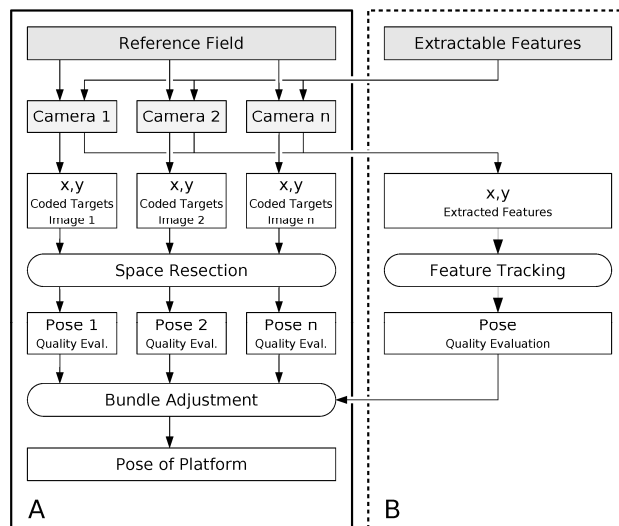 Reference Field
Extractable Features
Camera 1
Camera 2
Camera n
x,y
Coded Targets
Image 1
x,y
Coded Targets
Image 2
x,y
Coded Targets
Image n
x,y
Extracted Features
Space Resection
Feature Tracking
Pose 1
Quality Eval.
Pose 2
Quality Eval.
Pose n
Quality Eval.
Pose
Quality Evaluation
Bundle Adjustment
Pose of Platform
A
B